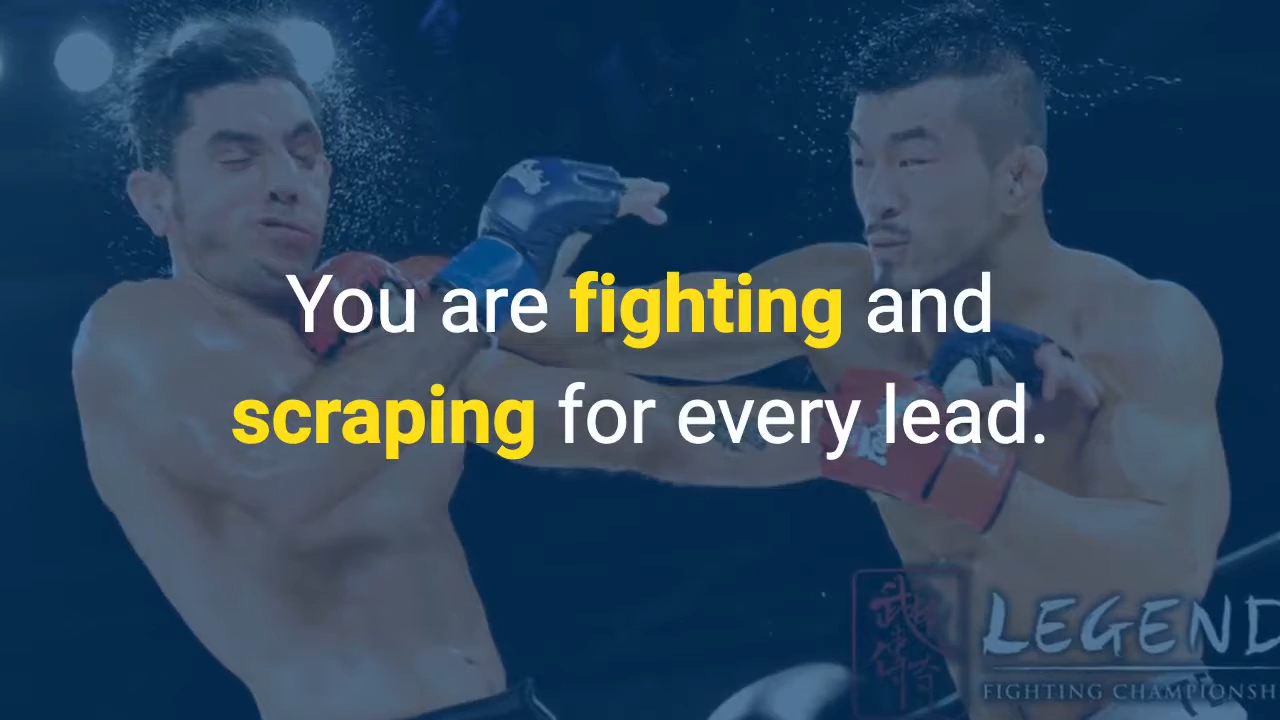 You are fighting and
scraping for every lead.
LEGEND
FIGHTING CHAMPIONSH